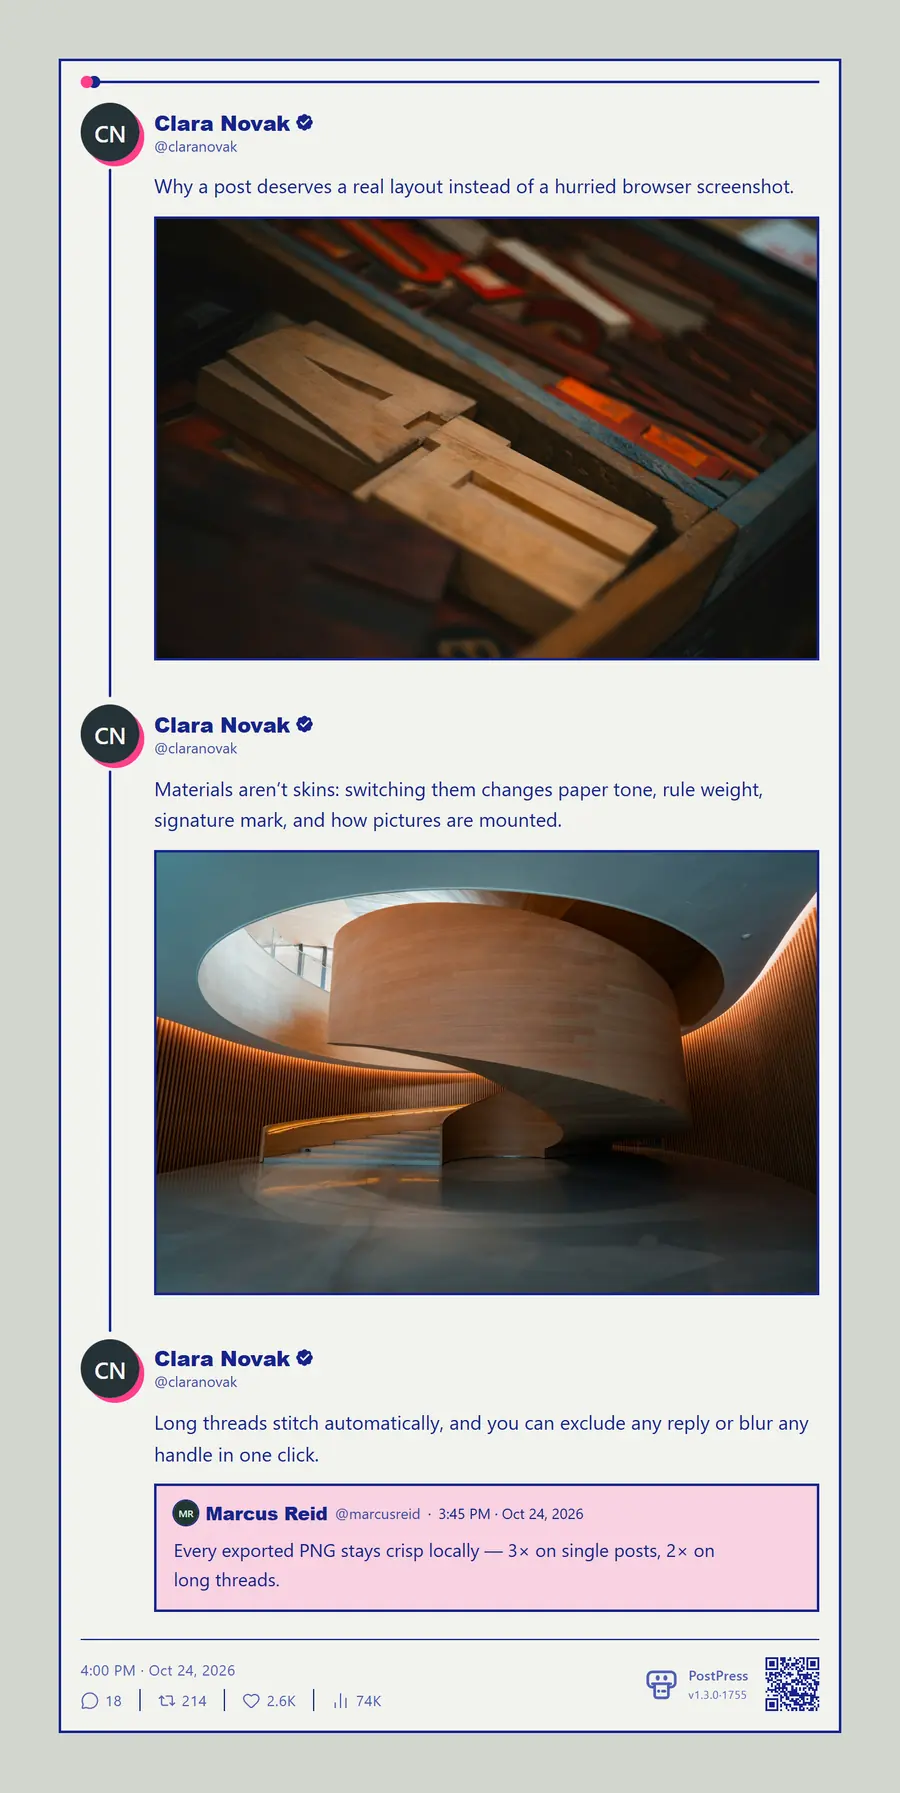 CN
Clara Novak
@claranovak
Why a post deserves a real layout instead of a hurried browser screenshot.
CN
Clara Novak
@claranovak
Materials aren’t skins: switching them changes paper tone, rule weight,
signature mark, and how pictures are mounted.
CN
Clara Novak
@claranovak
Long threads stitch automatically, and you can exclude any reply or blur any
handle in one click.
MR Marcus Reid @marcusreid · 3:45 PM · Oct 24, 2026
Every exported PNG stays crisp locally — 3× on single posts, 2× on
long threads.
4:00 PM · Oct 24, 2026
18 214 2.6K 74K
PostPress
v1.3.0-1755